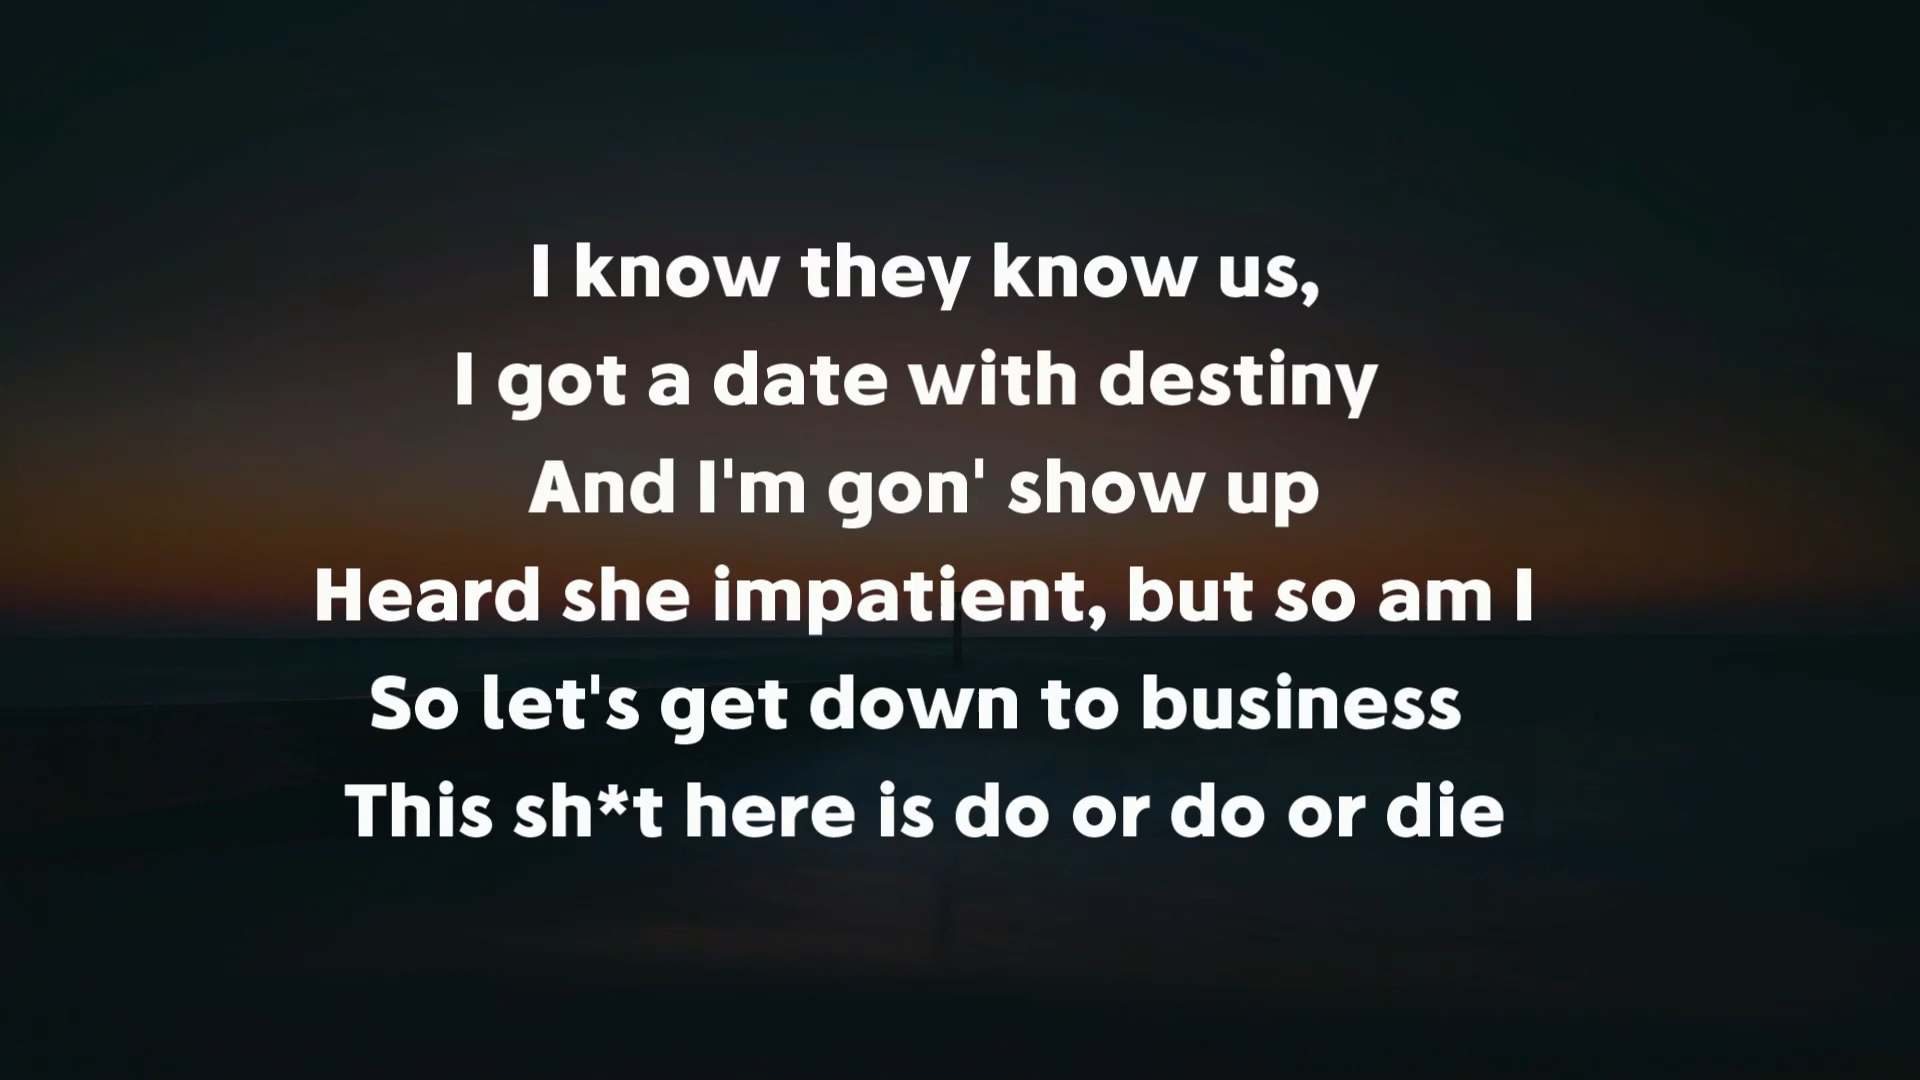 I know they know us,
I got a date with destiny
And I'm gon' show up
Heard she impatient, but so am I
So let's get down to business
This sh*t here is do or do or die